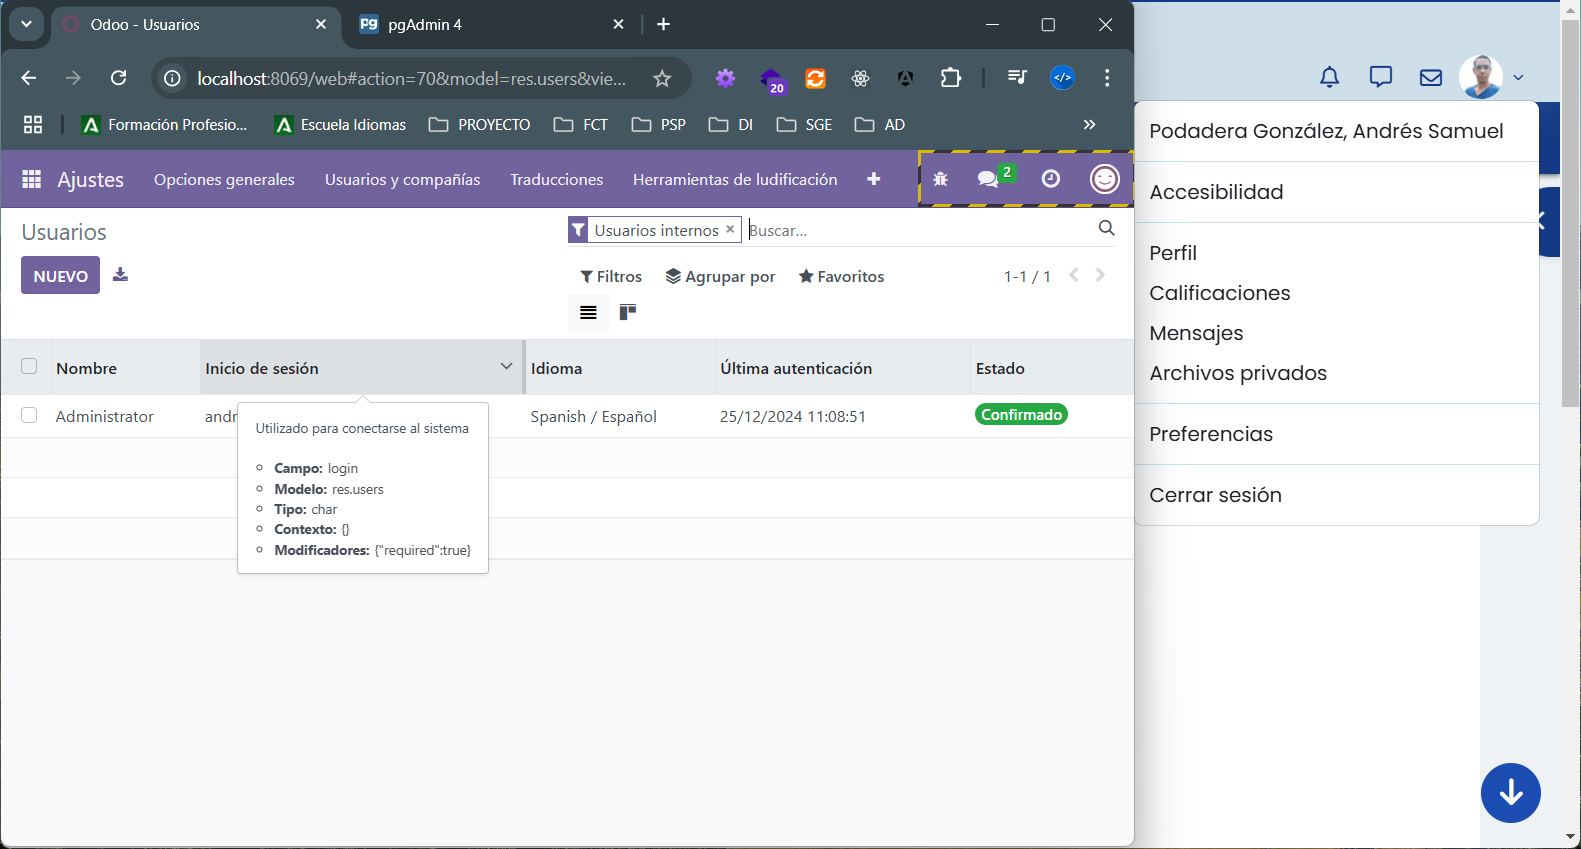 Odoo - Usuarios
pgAdmin 4
localhost:8069/web#action=70&model=res.users&vie...
20
Formación Profesio...
Escuela Idiomas
PROYECTO
FCT
PSP
DI
SGE
AD
Ajustes
Opciones generales
Usuarios y compañías
Traducciones
Herramientas de ludificación
2
Usuarios
Usuarios internos
Buscar...
NUEVO
Filtros
Agrupar por
Favoritos
1-1 / 1
Nombre
Inicio de sesión
Idioma
Última autenticación
Estado
Administrator
andr
Spanish / Español
25/12/2024 11:08:51
Confirmado
Utilizado para conectarse al sistema
Campo: login
Modelo: res.users
Tipo: char
Contexto: {}
Modificadores: {"required":true}
Podadera González, Andrés Samuel
Accesibilidad
Perfil
Calificaciones
Mensajes
Archivos privados
Preferencias
Cerrar sesión